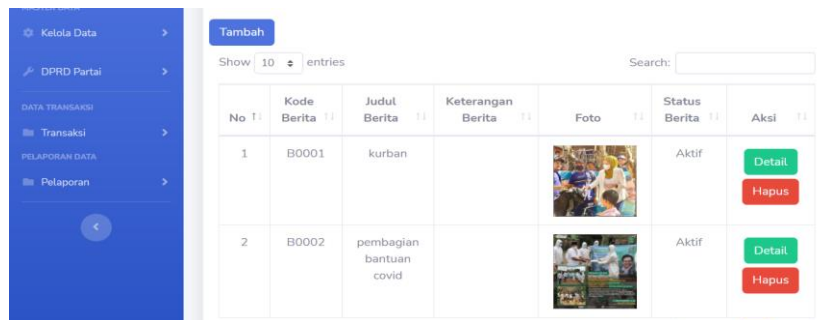 MASTER DATA
Kelola Data
DPRD Partai
DATA TRANSAKSI
Transaksi
PELAPORAN DATA
Pelaporan
Tambah
Show 10 entries
Search:
No
Kode
Berita
Judul
Berita
Keterangan
Berita
Foto
Status
Berita
Aksi
1
B0001
kurban
Aktif
Detail
Hapus
2
B0002
pembagian
bantuan
covid
Aktif
Detail
Hapus